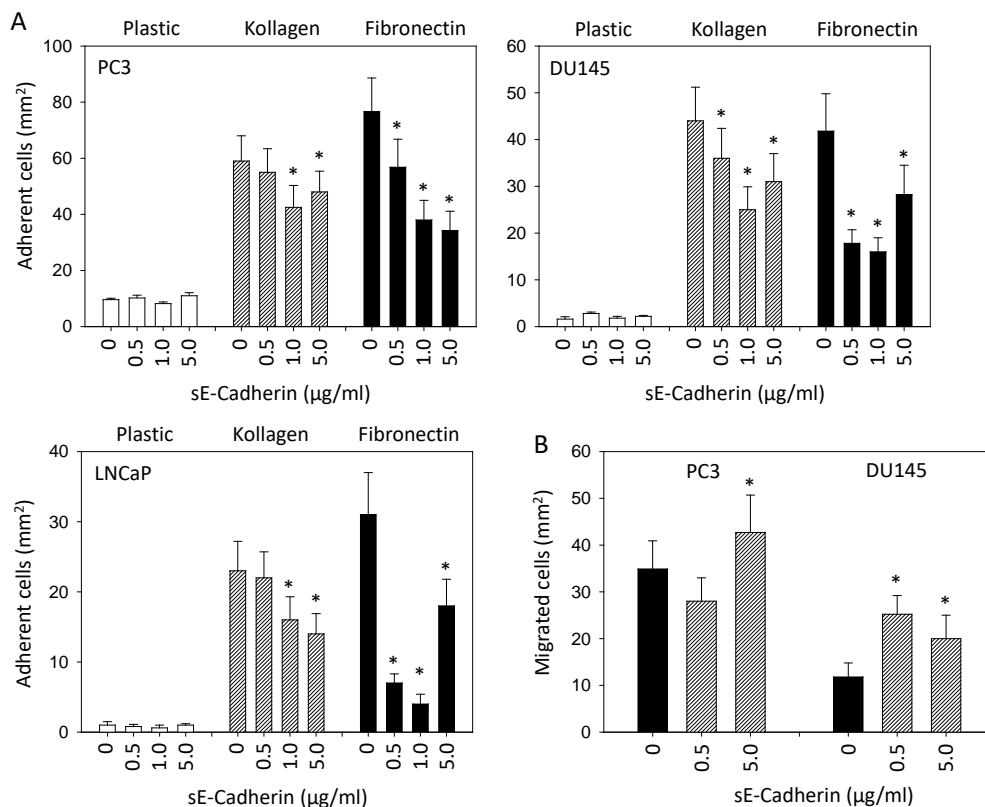 A
Plastic Kollagen Fibronectin
PC3
100
80
60
40
20
0
Adherent cells (mm²)
* * * * *
0 0.5 1.0 5.0 0 0.5 1.0 5.0 0 0.5 1.0 5.0
sE-Cadherin (µg/ml)
Plastic Kollagen Fibronectin
DU145
60
50
40
30
20
10
0
* * * * * *
0 0.5 1.0 5.0 0 0.5 1.0 5.0 0 0.5 1.0 5.0
sE-Cadherin (µg/ml)
Plastic Kollagen Fibronectin
LNCaP
40
30
20
10
0
Adherent cells (mm²)
* * * * *
0 0.5 1.0 5.0 0 0.5 1.0 5.0 0 0.5 1.0 5.0
sE-Cadherin (µg/ml)
B
PC3 DU145
60
50
40
30
20
10
0
Migrated cells (mm²)
* * *
0 0.5 5.0 0 0.5 5.0
sE-Cadherin (µg/ml)